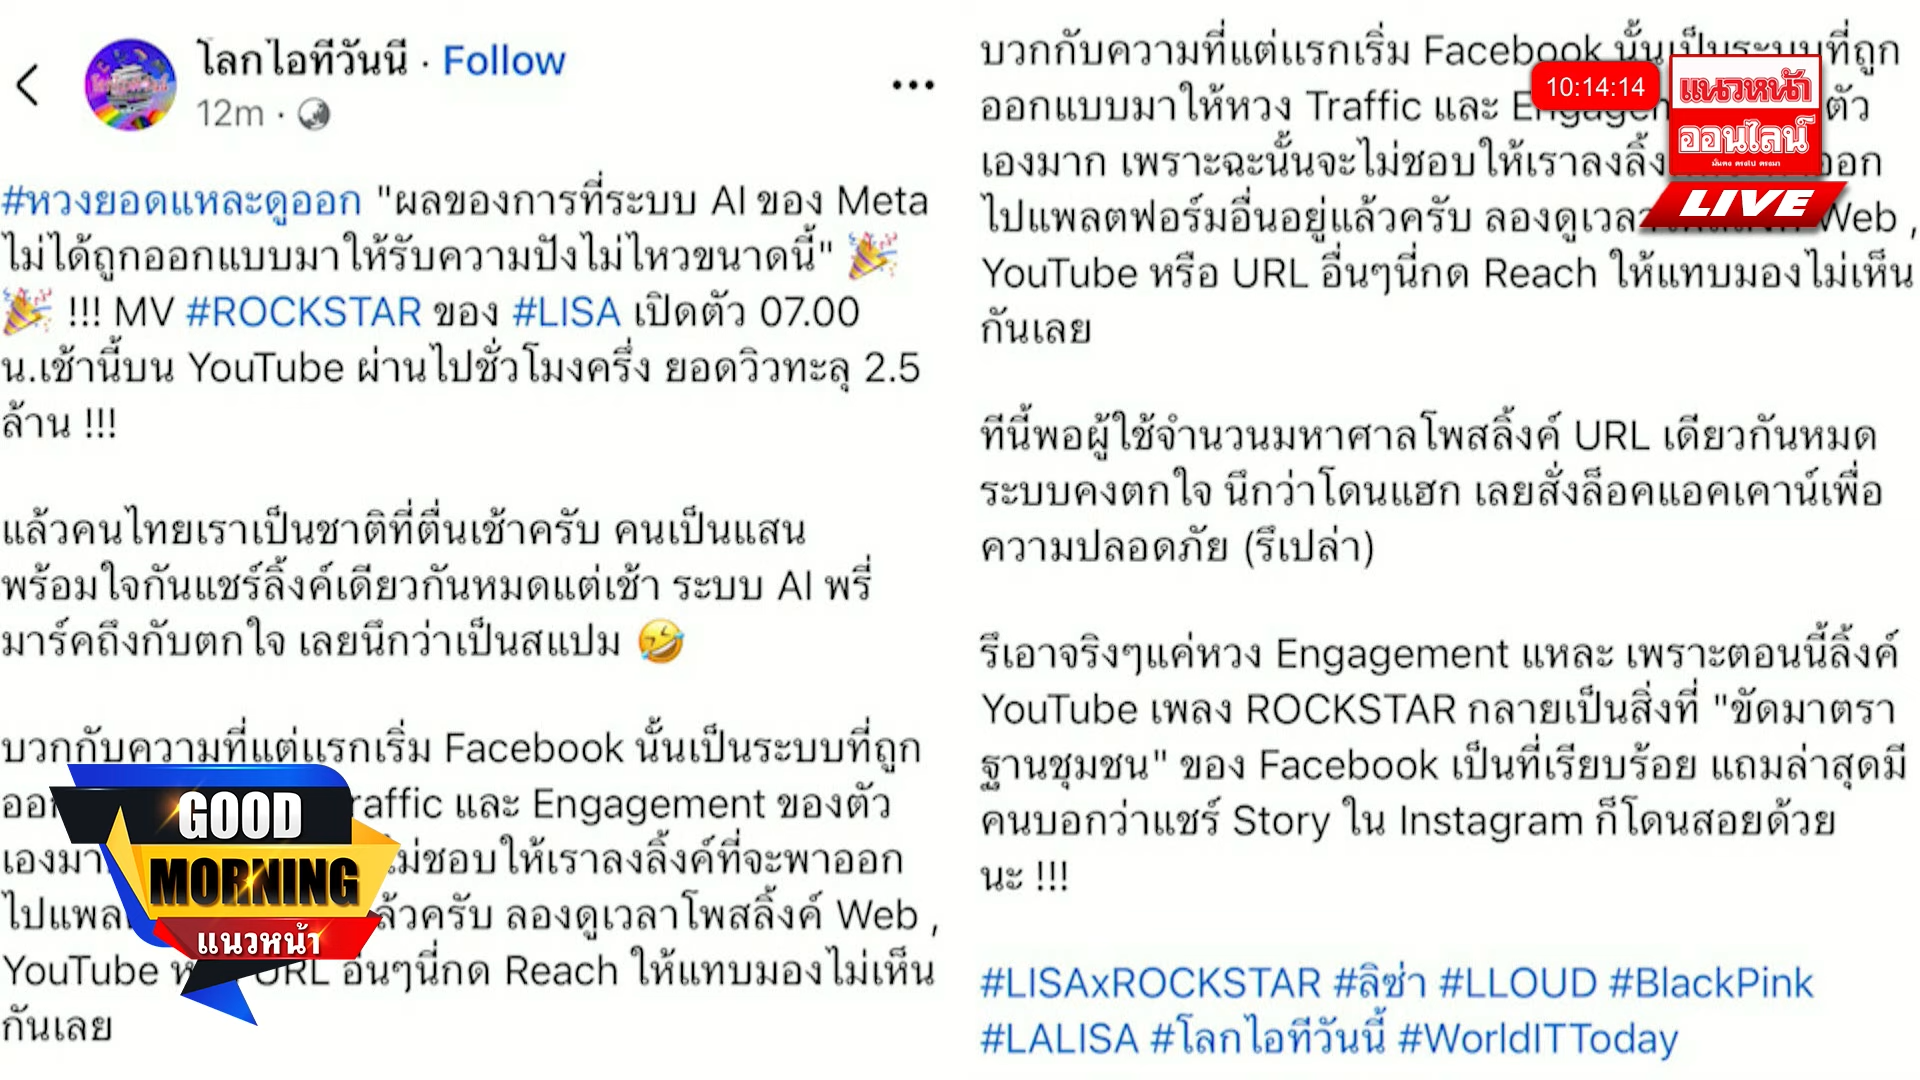 โลกไอทีวันนี้ · Follow
12m ·
#หวงยอดแหละดูออก "ผลของการที่ระบบ AI ของ Meta
ไม่ได้ถูกออกแบบมาให้รับความปังไม่ไหวขนาดนี้" 🎉
🎉 !!! MV #ROCKSTAR ของ #LISA เปิดตัว 07.00
น.เช้านี้บน YouTube ผ่านไปชั่วโมงครึ่ง ยอดวิวทะลุ 2.5
ล้าน !!!
แล้วคนไทยเราเป็นชาติที่ตื่นเช้าครับ คนเป็นแสน
พร้อมใจกันแชร์ลิ้งค์เดียวกันหมดแต่เช้า ระบบ AI พรี่
มาร์คถึงกับตกใจ เลยนึกว่าเป็นสแปม 🤣
บวกกับความที่แต่แรกเริ่ม Facebook นั้นเป็นระบบที่ถูก
ออก raffic และ Engagement ของตัว
เองมา ไม่ชอบให้เราลงลิ้งค์ที่จะพาออก
ไปแพล ล้วครับ ลองดูเวลาโพสลิ้งค์ Web ,
YouTube ห URL อื่นๆนี่กด Reach ให้แทบมองไม่เห็น
กันเลย
GOOD
MORNING
แนวหน้า
บวกกับความที่แต่แรกเริ่ม Facebook นั้นเป็นระบบที่ถูก
ออกแบบมาให้หวง Traffic และ Engagem ตัว
เองมาก เพราะฉะนั้นจะไม่ชอบให้เราลงลิ้ง ออก
ไปแพลตฟอร์มอื่นอยู่แล้วครับ ลองดูเวลา Web ,
YouTube หรือ URL อื่นๆนี่กด Reach ให้แทบมองไม่เห็น
กันเลย
ทีนี้พอผู้ใช้จำนวนมหาศาลโพสลิ้งค์ URL เดียวกันหมด
ระบบคงตกใจ นึกว่าโดนแฮก เลยสั่งล็อคแอคเคาน์เพื่อ
ความปลอดภัย (รึเปล่า)
รึเอาจริงๆแค่หวง Engagement แหละ เพราะตอนนี้ลิ้งค์
YouTube เพลง ROCKSTAR กลายเป็นสิ่งที่ "ขัดมาตรา
ฐานชุมชน" ของ Facebook เป็นที่เรียบร้อย แถมล่าสุดมี
คนบอกว่าแชร์ Story ใน Instagram ก็โดนสอยด้วย
นะ !!!
#LISAxROCKSTAR #ลิซ่า #LLOUD #BlackPink
#LALISA #โลกไอทีวันนี้ #WorldITToday
10:14:14
แนวหน้า
ออนไลน์
LIVE